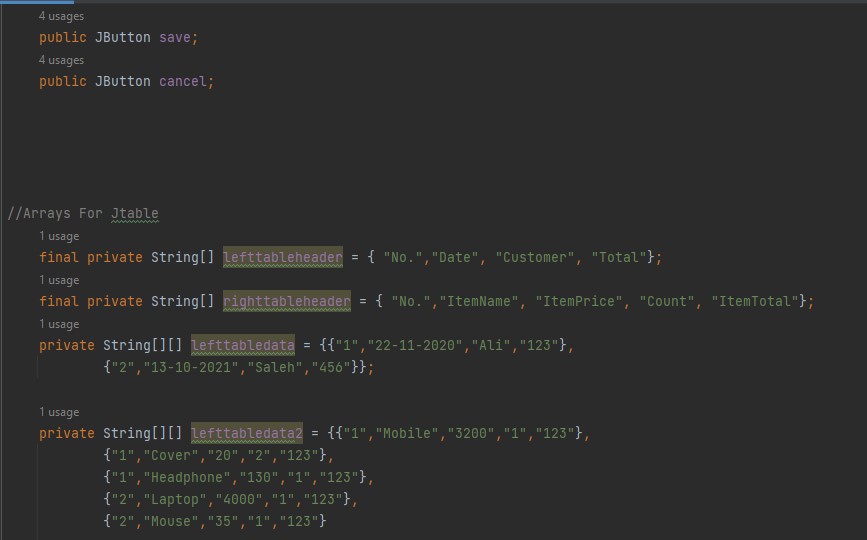 4 usages
public JButton save;
4 usages
public JButton cancel;
//Arrays For Jtable
1 usage
final private String[] lefttableheader = { "No.","Date", "Customer", "Total"};
1 usage
final private String[] righttableheader = { "No.","ItemName", "ItemPrice", "Count", "ItemTotal"};
1 usage
private String[][] lefttabledata = {{"1","22-11-2020","Ali","123"},
{"2","13-10-2021","Saleh","456"}};
1 usage
private String[][] lefttabledata2 = {{"1","Mobile","3200","1","123"},
{"1","Cover","20","2","123"},
{"1","Headphone","130","1","123"},
{"2","Laptop","4000","1","123"},
{"2","Mouse","35","1","123"}